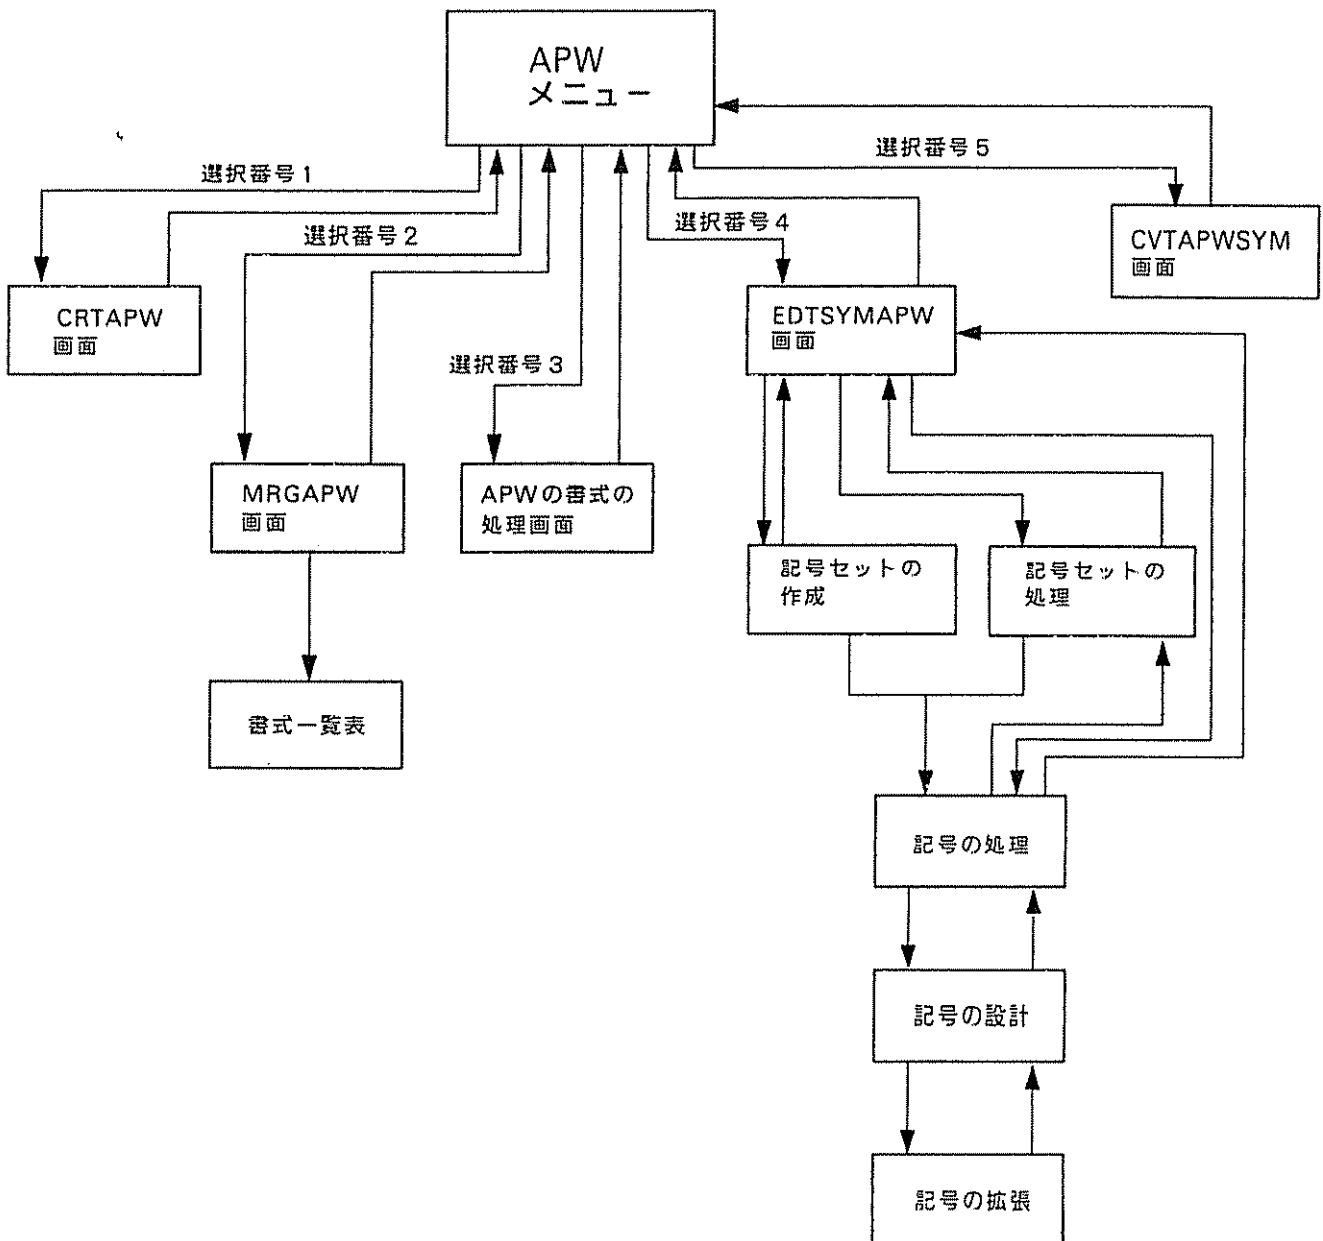 APW
メニュー
選択番号5
選択番号1
選択番号4
選択番号2
CVTAPWSYM
画面
CRTAPW
画面
EDTSYMAPW
画面
選択番号3
MRGAPW
画面
APWの書式の
処理画面
記号セットの
作成
記号セットの
処理
書式一覧表
記号の処理
記号の設計
記号の拡張